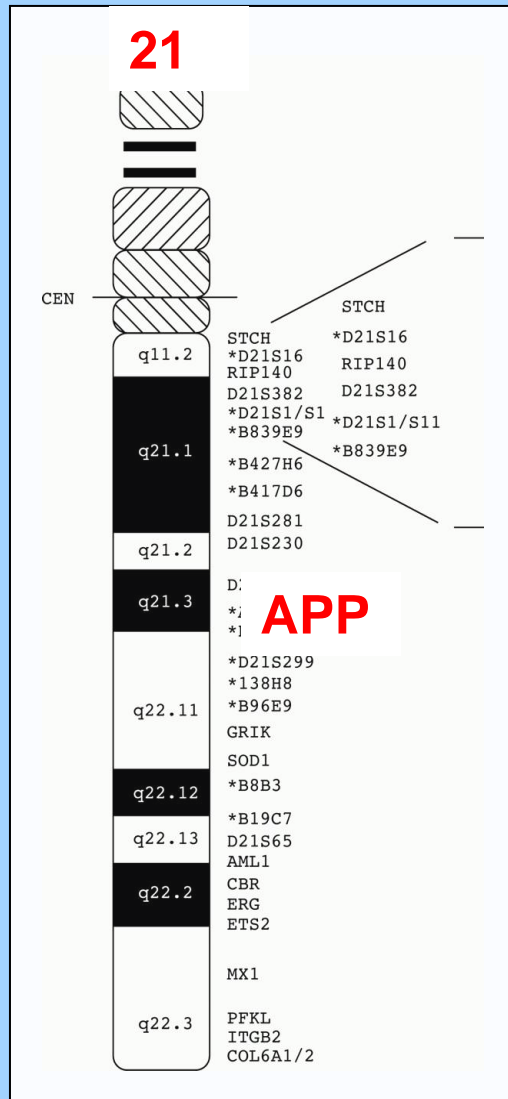 21
CEN
STCH
*D21S16
RIP140
D21S382
*D21S1/S11
*B839E9
q11.2
q21.1
q21.2
q21.3
q22.11
q22.12
q22.13
q22.2
q22.3
STCH
*D21S16
RIP140
D21S382
*D21S1/S1
*B839E9
*B427H6
*B417D6
D21S281
D21S230
APP
*D21S299
*138H8
*B96E9
GRIK
SOD1
*B8B3
*B19C7
D21S65
AML1
CBR
ERG
ETS2
MX1
PFKL
ITGB2
COL6A1/2